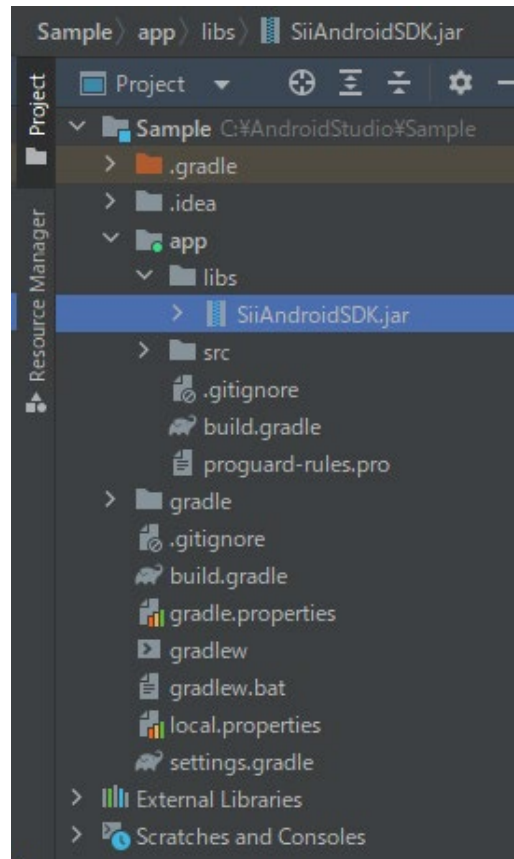 Sample > app > libs > SiiAndroidSDK.jar
Project
Project
Resource Manager
Sample C:¥AndroidStudio¥Sample
.gradle
.idea
app
libs
SiiAndroidSDK.jar
src
.gitignore
build.gradle
proguard-rules.pro
gradle
.gitignore
build.gradle
gradle.properties
gradlew
gradlew.bat
local.properties
settings.gradle
External Libraries
Scratches and Consoles